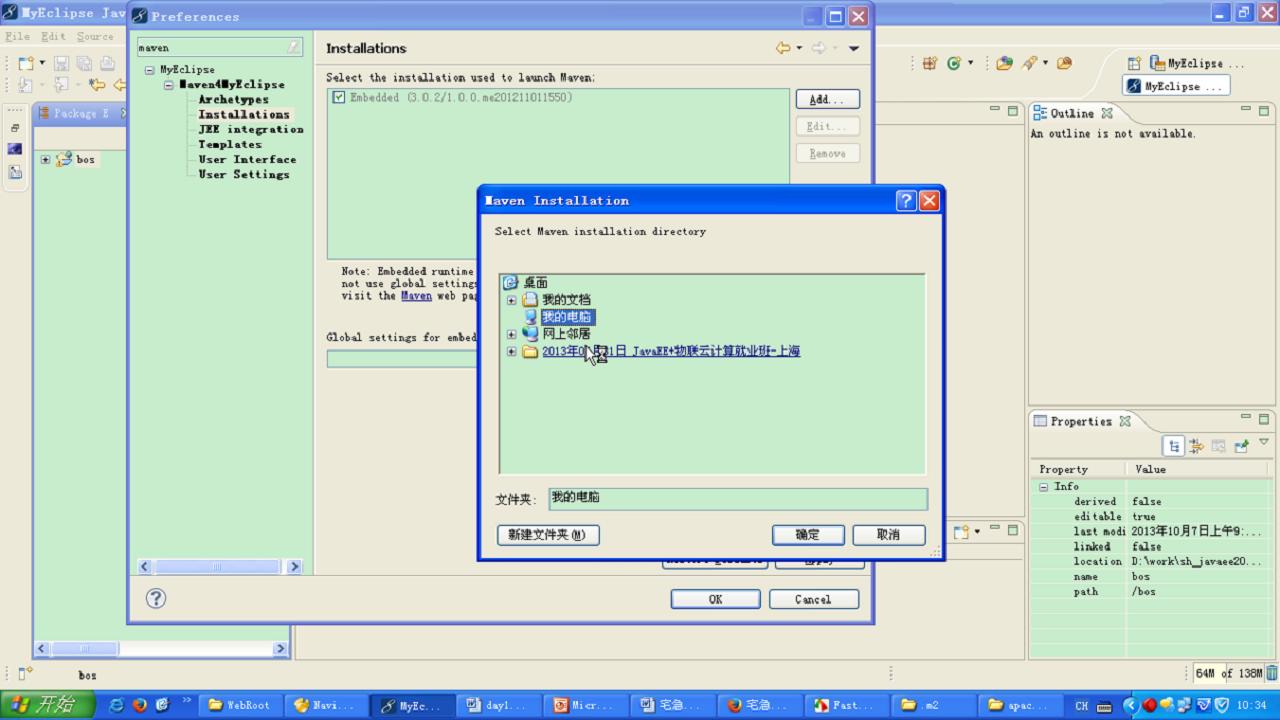 MyEclipse Jav
Preferences
File Edit Source
maven
MyEclipse
Maven4MyEclipse
Archetypes
Installations
JEE integration
Templates
User Interface
User Settings
Installations
Select the installation used to launch Maven:
Embedded (3.0.2/1.0.0.me201211011550)
Add...
Edit...
Remove
Note: Embedded runtime
not use global settings
visit the Maven web pag
Global settings for embed
OK
Cancel
Package E
bos
Maven Installation
Select Maven installation directory
桌面
我的文档
我的电脑
网上邻居
2013年0 31日 JavaEE+物联云计算就业班-上海
文件夹:
我的电脑
新建文件夹(M)
确定
取消
MyEclipse ...
MyEclipse ...
Outline
An outline is not available.
Properties
Property Value
Info
derived false
editable true
last modi 2013年10月7日上午9:...
linked false
location D:\work\sh_javaee20...
name bos
path /bos
bos
64M of 138M
开始
WebRoot
Navi...
MyEc...
day1...
Micr...
宅急...
宅急...
Fast...
.m2
apac...
CH
10:34